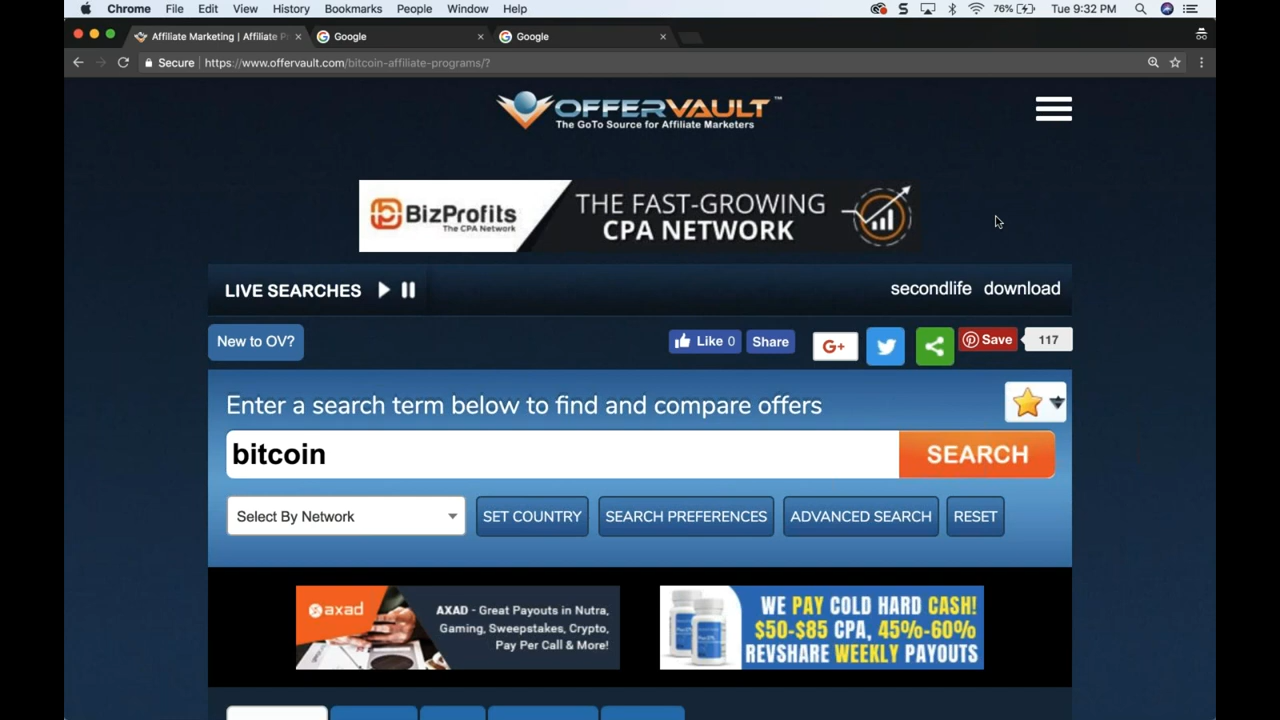 Chrome File Edit View History Bookmarks People Window Help 76% Tue 9:32 PM
Affiliate Marketing | Affiliate Pr Google Google
Secure https://www.offervault.com/bitcoin-affiliate-programs/?
OFFERVAULT™
The GoTo Source for Affiliate Marketers
BizProfits
The CPA Network
THE FAST-GROWING
CPA NETWORK
LIVE SEARCHES secondlife download
New to OV? Like 0 Share G+ Save 117
Enter a search term below to find and compare offers
bitcoin SEARCH
Select By Network SET COUNTRY SEARCH PREFERENCES ADVANCED SEARCH RESET
axad
AXAD - Great Payouts in Nutra,
Gaming, Sweepstakes, Crypto,
Pay Per Call & More!
WE PAY COLD HARD CASH!
$50-$85 CPA, 45%-60%
REVSHARE WEEKLY PAYOUTS